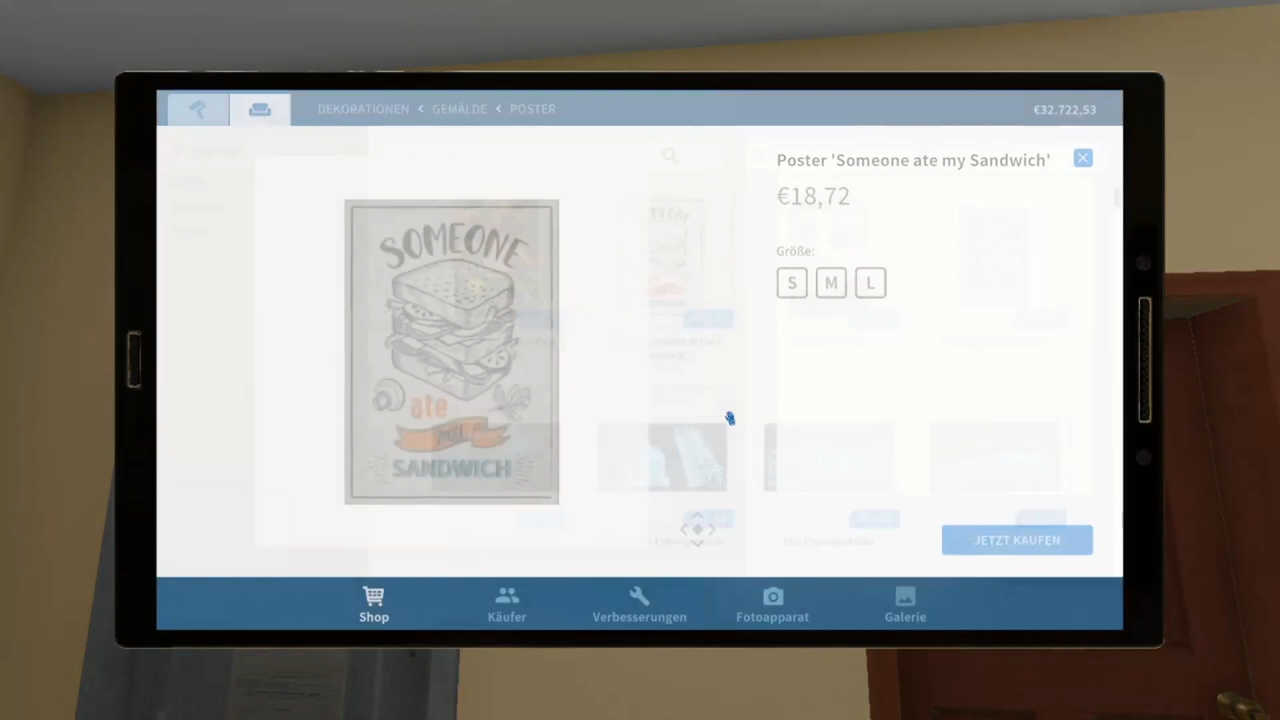 DEKORATIONEN < GEMÄLDE < POSTER
€32.722,53
Poster 'Someone ate my Sandwich'
€18,72
Größe:
S M L
SOMEONE
ate
my
SANDWICH
JETZT KAUFEN
Shop
Käufer
Verbesserungen
Fotoapparat
Galerie